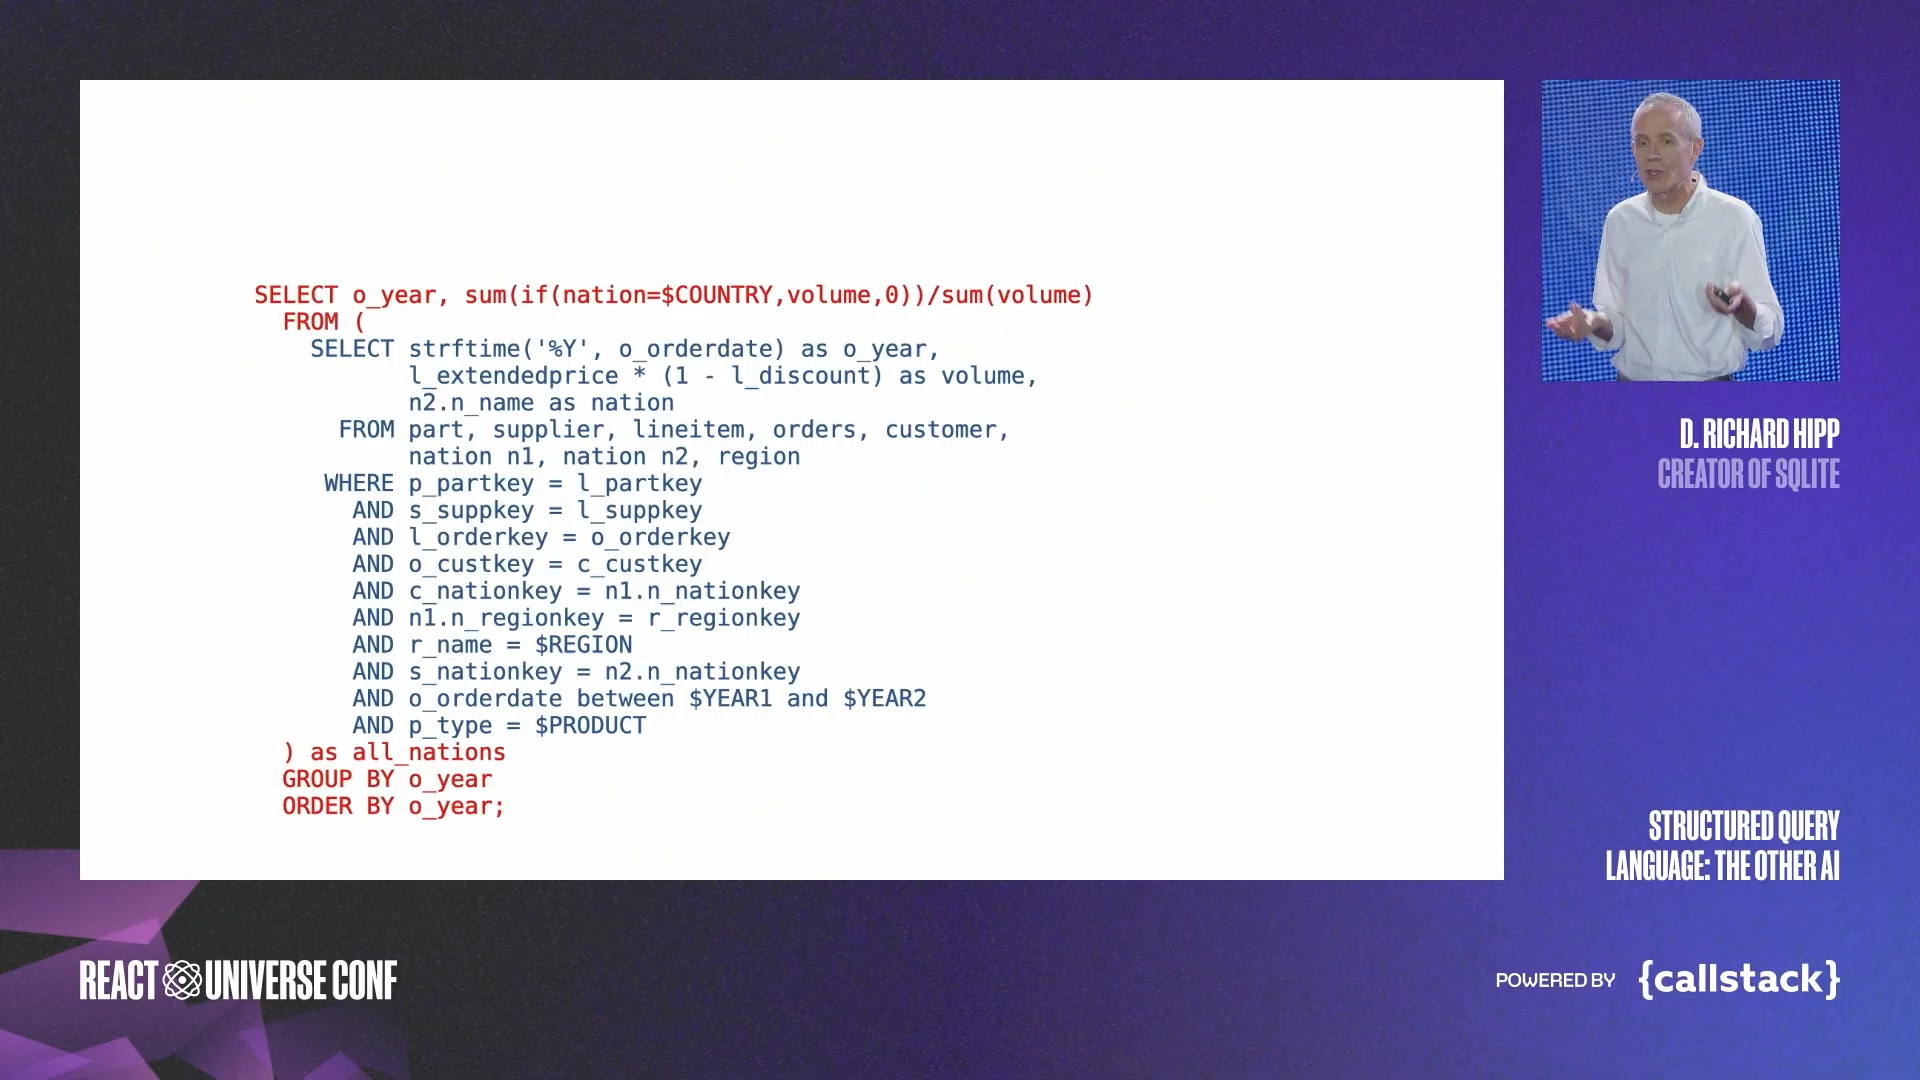 SELECT o_year, sum(if(nation=$COUNTRY,volume,0))/sum(volume)
  FROM (
    SELECT strftime('%Y', o_orderdate) as o_year,
           l_extendedprice * (1 - l_discount) as volume,
           n2.n_name as nation
      FROM part, supplier, lineitem, orders, customer,
           nation n1, nation n2, region
     WHERE p_partkey = l_partkey
       AND s_suppkey = l_suppkey
       AND l_orderkey = o_orderkey
       AND o_custkey = c_custkey
       AND c_nationkey = n1.n_nationkey
       AND n1.n_regionkey = r_regionkey
       AND r_name = $REGION
       AND s_nationkey = n2.n_nationkey
       AND o_orderdate between $YEAR1 and $YEAR2
       AND p_type = $PRODUCT
  ) as all_nations
  GROUP BY o_year
  ORDER BY o_year;
D. RICHARD HIPP
CREATOR OF SQLITE
STRUCTURED QUERY
LANGUAGE: THE OTHER AI
REACT UNIVERSE CONF
POWERED BY {callstack}